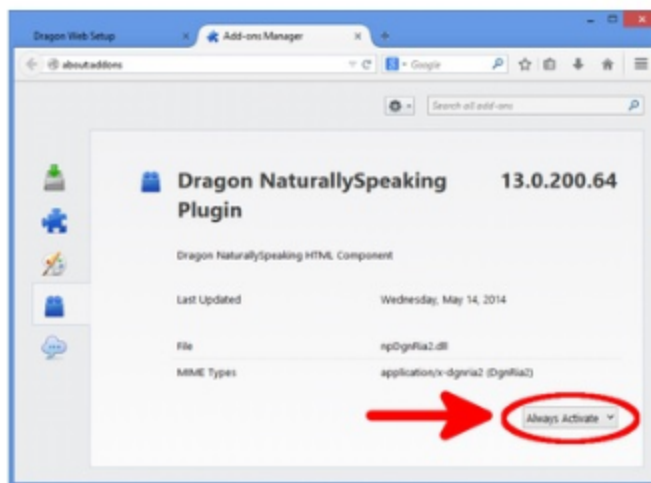 Dragon Web Setup
Add-ons Manager
about:addons
Google
Search all add-ons
Dragon NaturallySpeaking
Plugin
13.0.200.64
Dragon NaturallySpeaking HTML Component
Last Updated Wednesday, May 14, 2014
File npDgnRia2.dll
MIME Types application/x-dgnria2 (DgnRia2)
Always Activate